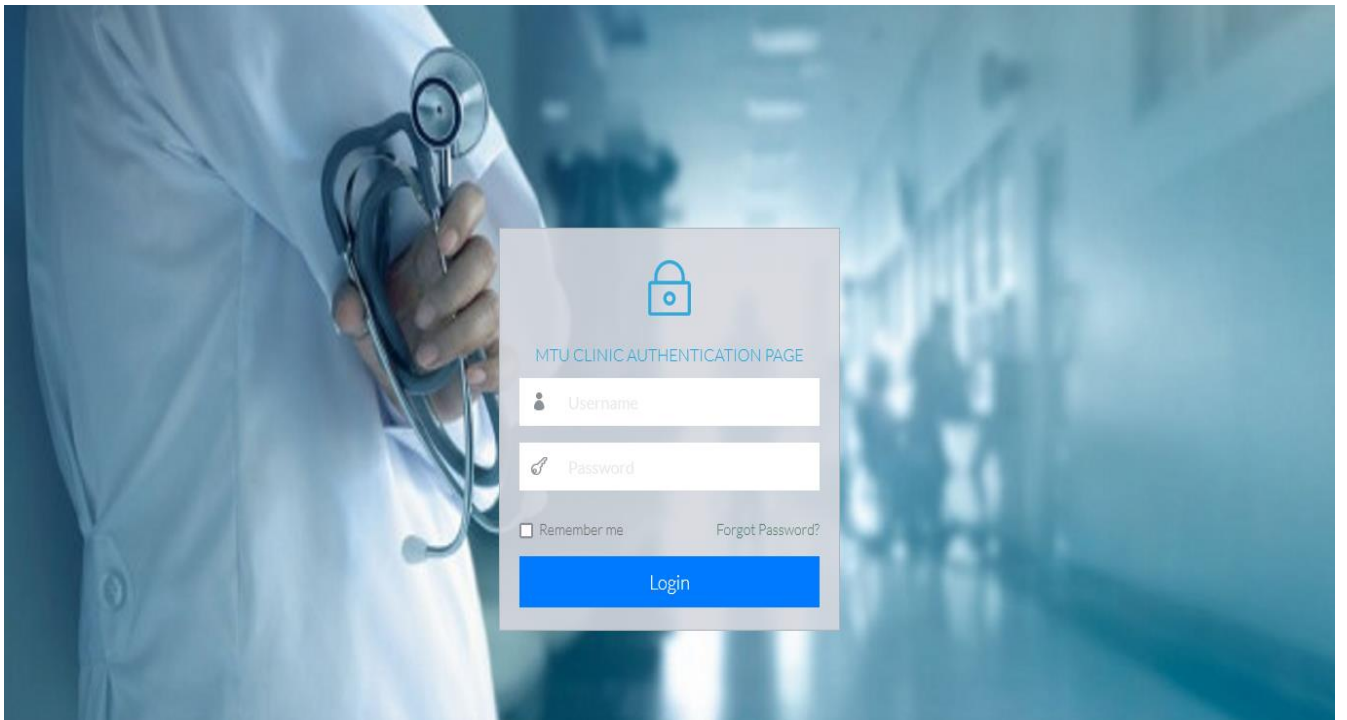 MTU CLINIC AUTHENTICATION PAGE
Username
Password
Remember me Forgot Password?
Login